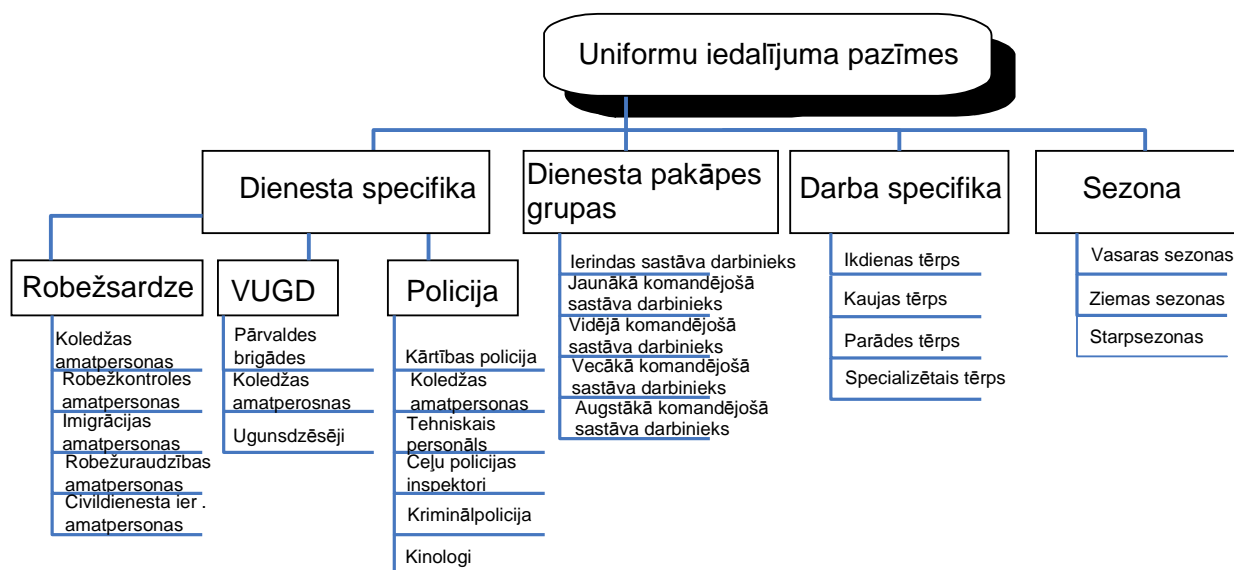 Uniformu iedalījuma pazīmes
Dienesta specifika
Dienesta pakāpes
grupas
Darba specifika
Sezona
Robežsardze
VUGD
Policija
Koledžas
amatpersonas
Robežkontroles
amatpersonas
Imigrācijas
amatpersonas
Robežuraudzības
amatpersonas
Civildienesta ier .
amatpersonas
Pārvaldes
brigādes
Koledžas
amatperosnas
Ugunsdzēsēji
Kārtības policija
Koledžas
amatpersonas
Tehniskais
personāls
Ceļu policijas
inspektori
Kriminālpolicija
Kinologi
Ierindas sastāva darbinieks
Jaunākā komandējošā
sastāva darbinieks
Vidējā komandējošā
sastāva darbinieks
Vecākā komandējošā
sastāva darbinieks
Augstākā komandējošā
sastāva darbinieks
Ikdienas tērps
Kaujas tērps
Parādes tērps
Specializētais tērps
Vasaras sezonas
Ziemas sezonas
Starpsezonas